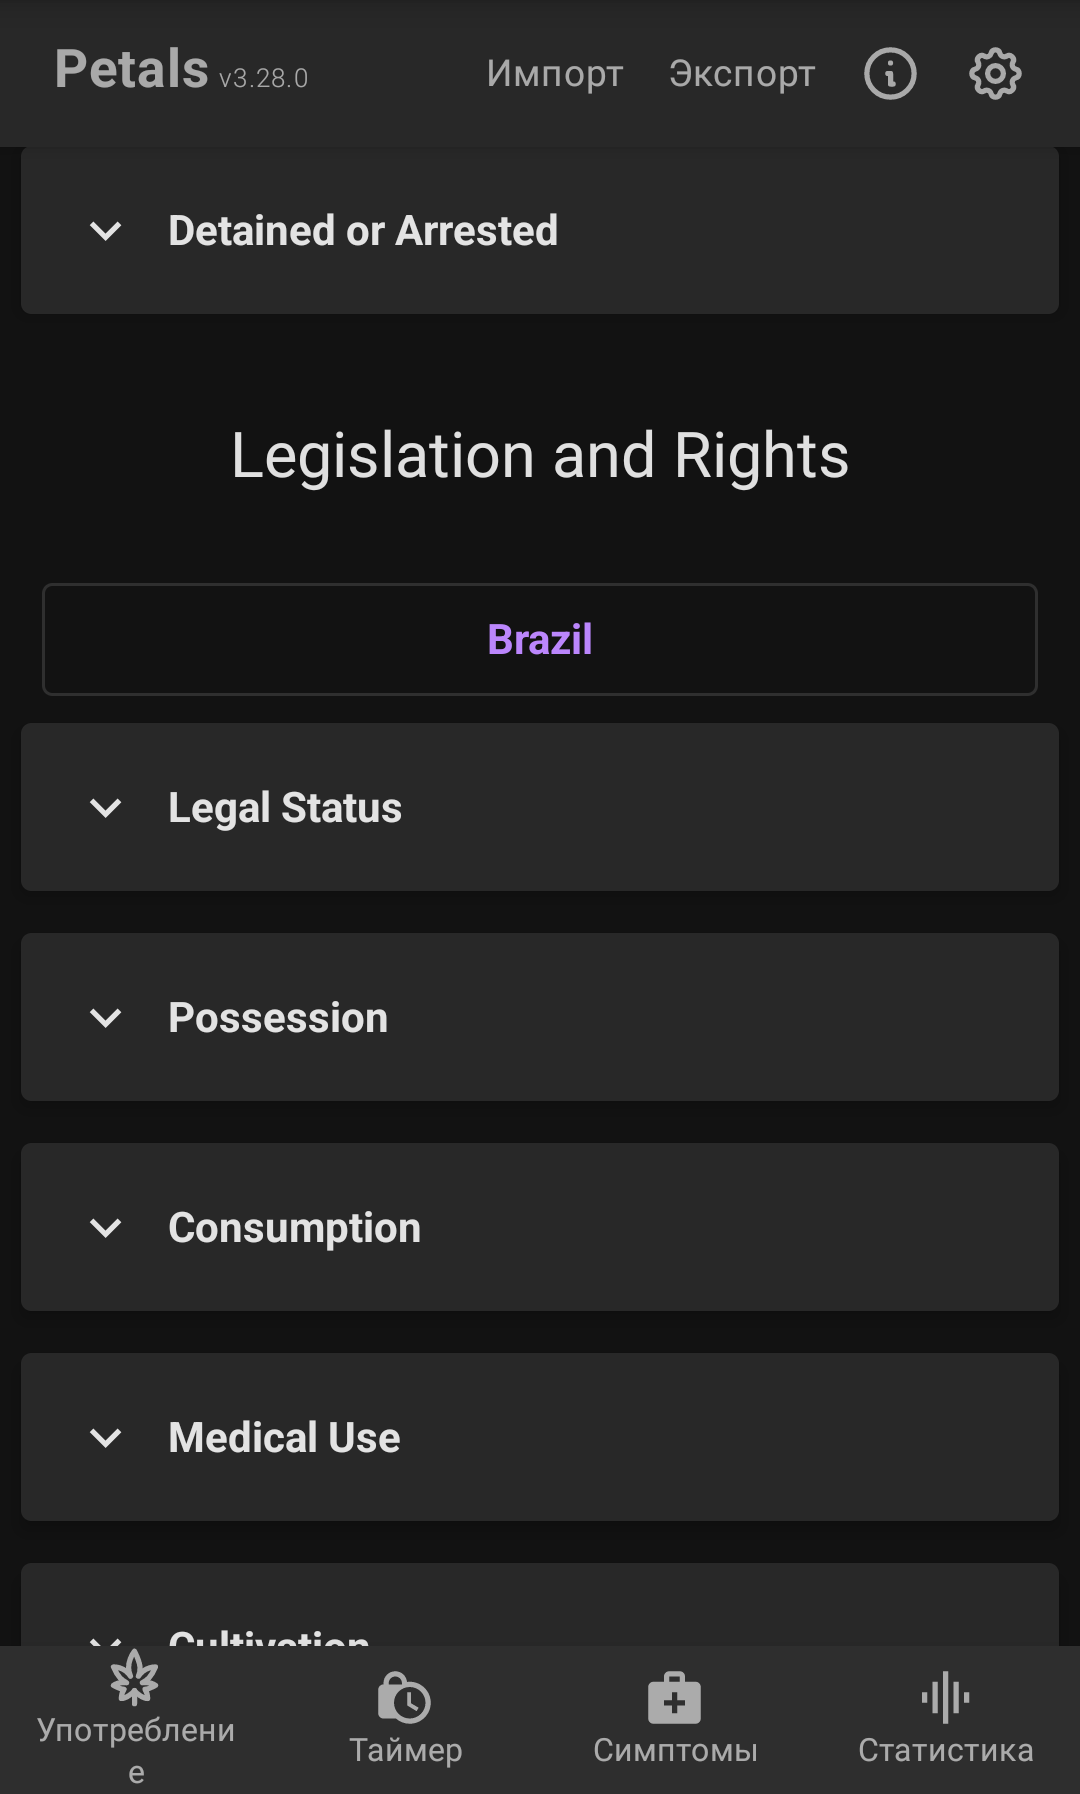 Petals v3.28.0 Импорт Экспорт
Detained or Arrested
Legislation and Rights
Brazil
Legal Status
Possession
Consumption
Medical Use
Cultivation
Употреблени
е
Таймер
Симптомы
Статистика